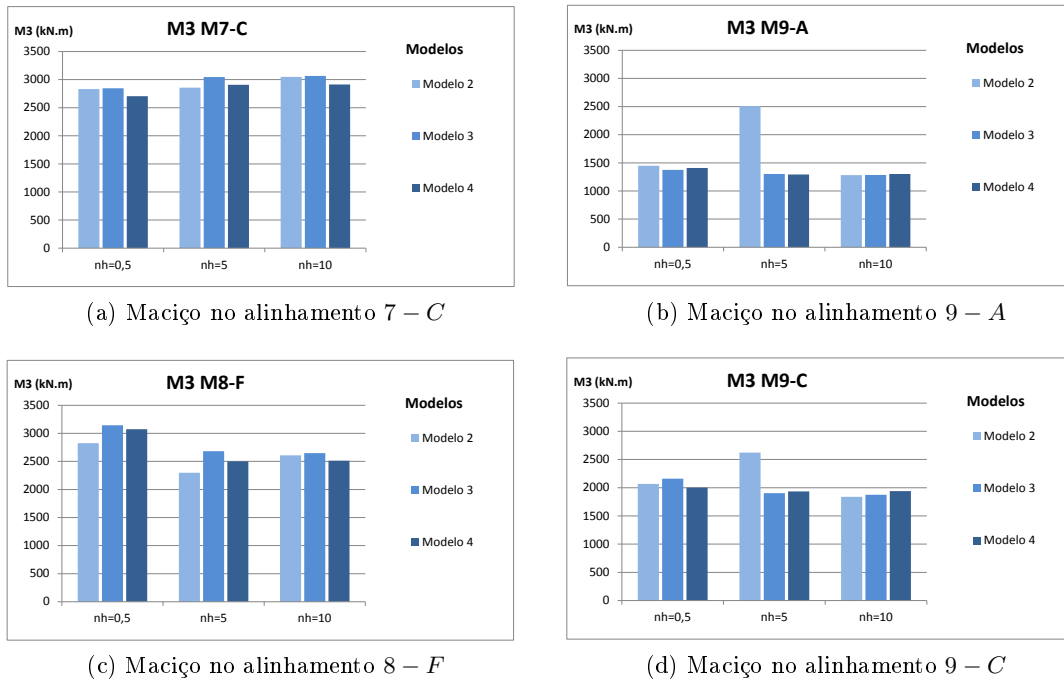 M3 (kN.m)
M3 M7-C
3500
3000
2500
2000
1500
1000
500
0
nh=0,5
nh=5
nh=10
Modelos
Modelo 2
Modelo 3
Modelo 4
(a) Maciço no alinhamento 7 − C
M3 (kN.m)
M3 M9-A
3500
3000
2500
2000
1500
1000
500
0
nh=0,5
nh=5
nh=10
Modelos
Modelo 2
Modelo 3
Modelo 4
(b) Maciço no alinhamento 9 − A
M3 (kN.m)
M3 M8-F
3500
3000
2500
2000
1500
1000
500
0
nh=0,5
nh=5
nh=10
Modelos
Modelo 2
Modelo 3
Modelo 4
(c) Maciço no alinhamento 8 − F
M3 (kN.m)
M3 M9-C
3500
3000
2500
2000
1500
1000
500
0
nh=0,5
nh=5
nh=10
Modelos
Modelo 2
Modelo 3
Modelo 4
(d) Maciço no alinhamento 9 − C